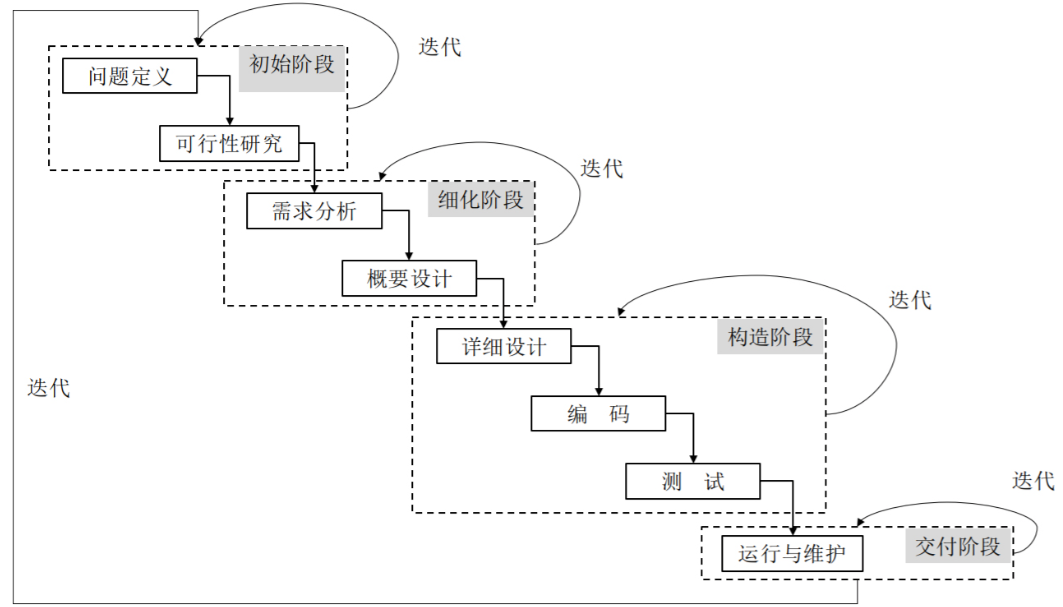 迭代
初始阶段
问题定义
可行性研究
迭代
细化阶段
需求分析
概要设计
迭代
构造阶段
详细设计
迭代
编 码
测 试
迭代
交付阶段
运行与维护